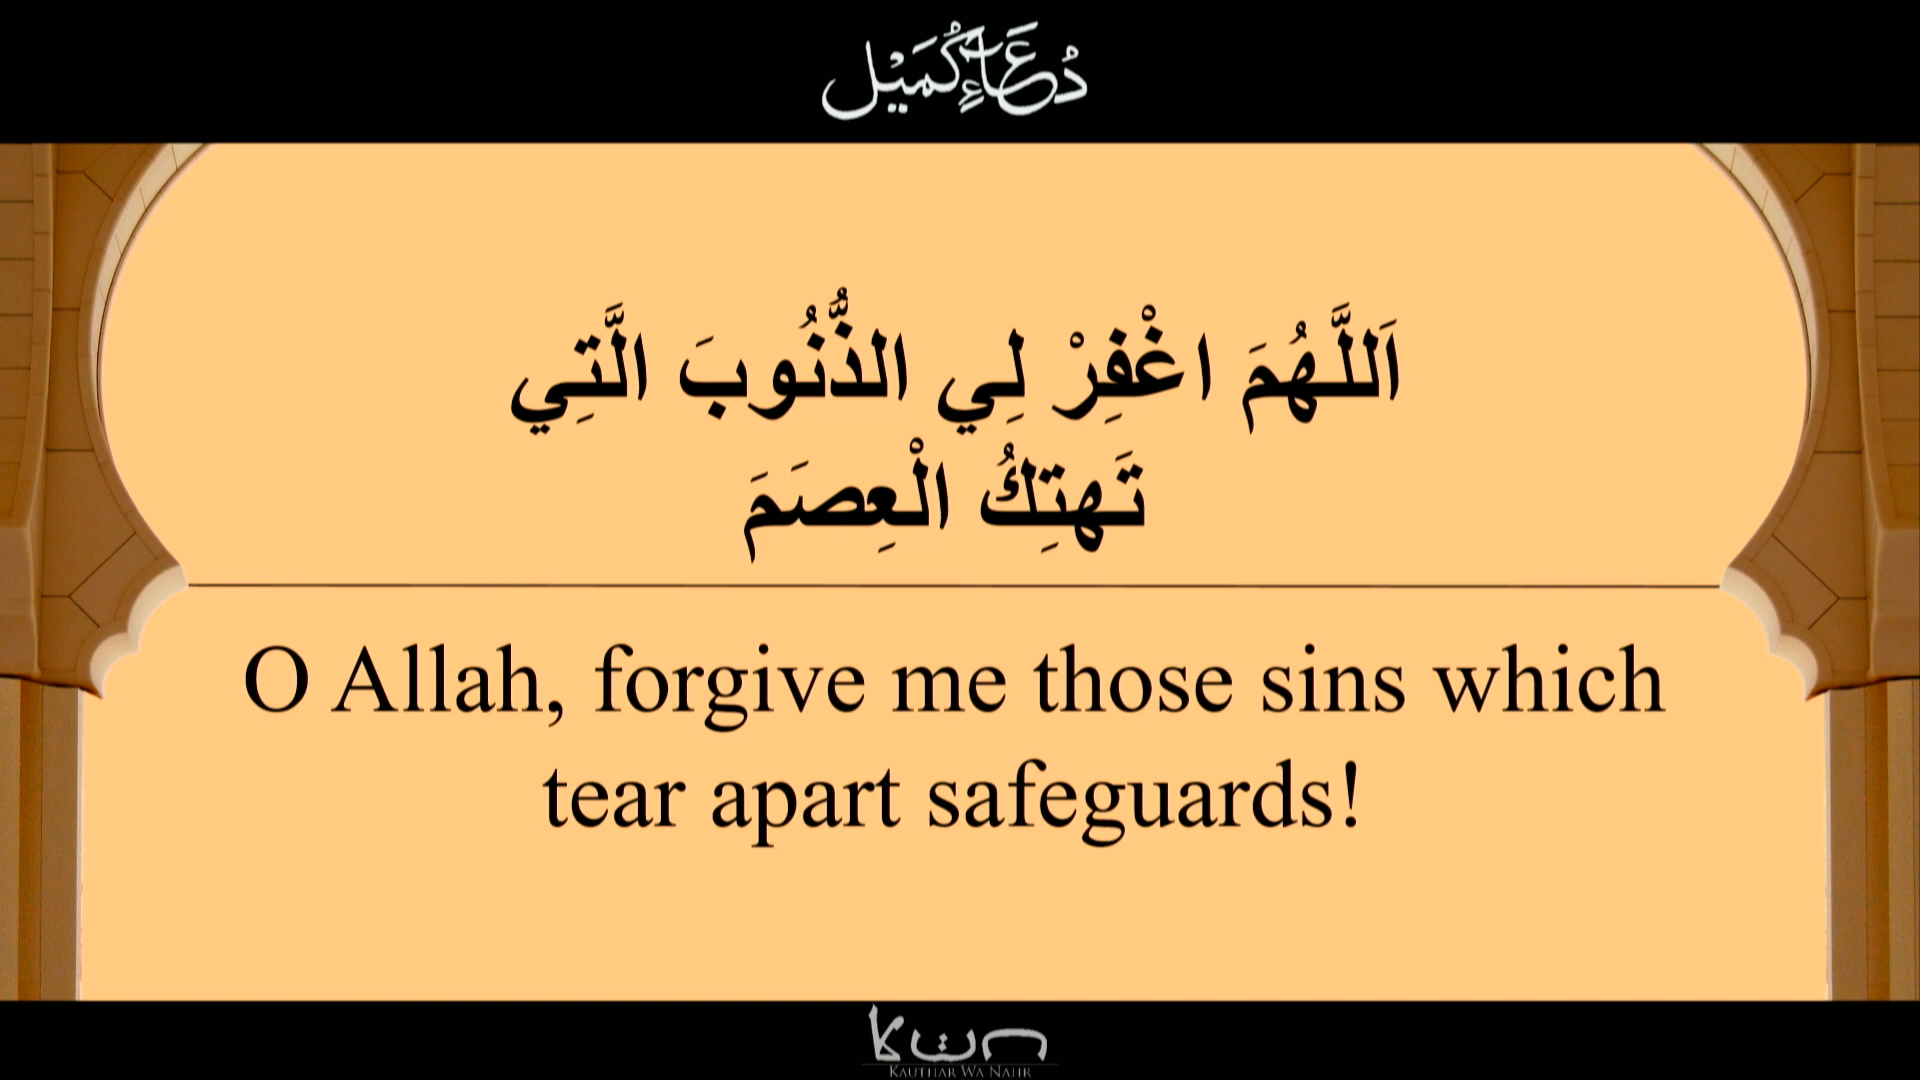 دُعَاءُ كُمَيْل
اَللَّهُمَ اغْفِرْ لِي الذُّنُوبَ الَّتِي
تَهتِكُ الْعِصَمَ
O Allah, forgive me those sins which
tear apart safeguards!
kwn
KAUTHAR WA NAHR